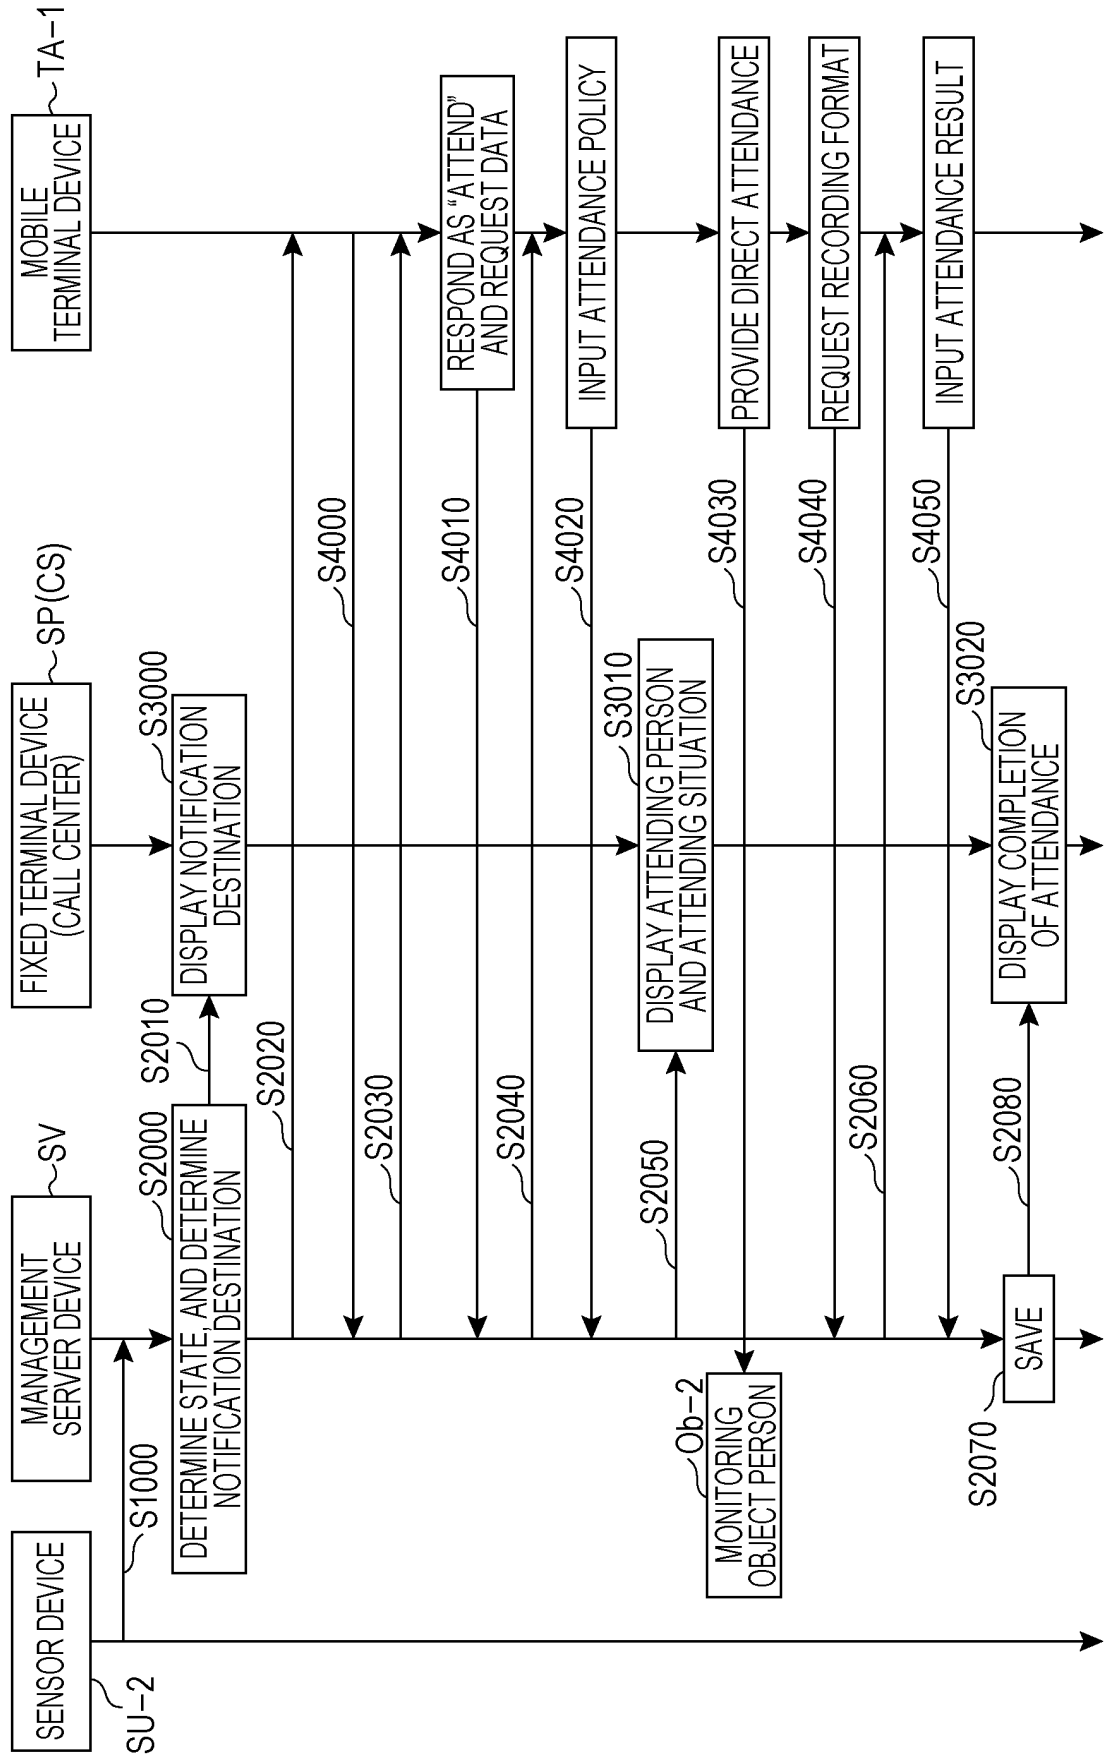 SENSOR DEVICE
SU-2
MANAGEMENT
SERVER DEVICE
SV
FIXED TERMINAL DEVICE
(CALL CENTER)
SP(CS)
MOBILE
TERMINAL DEVICE
TA-1
S1000
DETERMINE STATE, AND DETERMINE
NOTIFICATION DESTINATION
S2000
S2010
DISPLAY NOTIFICATION
DESTINATION
S3000
S2020
S4000
S2030
RESPOND AS “ATTEND”
AND REQUEST DATA
S4010
S2040
INPUT ATTENDANCE POLICY
S4020
S2050
DISPLAY ATTENDING PERSON
AND ATTENDING SITUATION
S3010
PROVIDE DIRECT ATTENDANCE
S4030
MONITORING
OBJECT PERSON
Ob-2
REQUEST RECORDING FORMAT
S4040
S2060
INPUT ATTENDANCE RESULT
S4050
SAVE
S2070
S2080
DISPLAY COMPLETION
OF ATTENDANCE
S3020